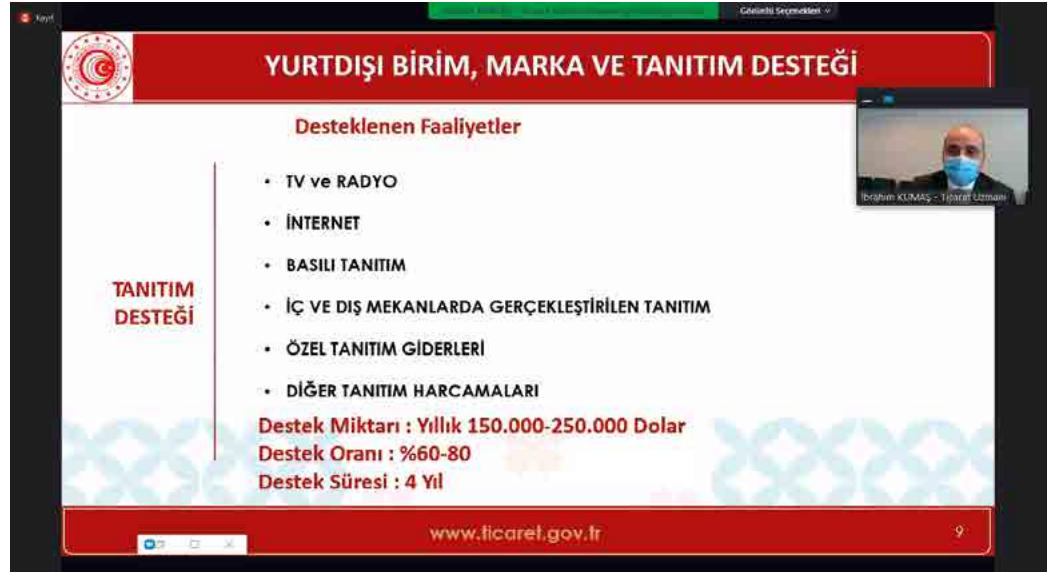 Kayıt
Görüntü Seçenekleri
YURTDIŞI BİRİM, MARKA VE TANITIM DESTEĞİ
Desteklenen Faaliyetler
• TV ve RADYO
• İNTERNET
• BASILI TANITIM
TANITIM
DESTEĞİ
• İÇ VE DIŞ MEKANLARDA GERÇEKLEŞTİRİLEN TANITIM
• ÖZEL TANITIM GİDERLERİ
• DİĞER TANITIM HARCAMALARI
Destek Miktarı : Yıllık 150.000-250.000 Dolar
Destek Oranı : %60-80
Destek Süresi : 4 Yıl
İbrahim KUMAŞ - Ticaret Uzmanı
www.ticaret.gov.tr
9